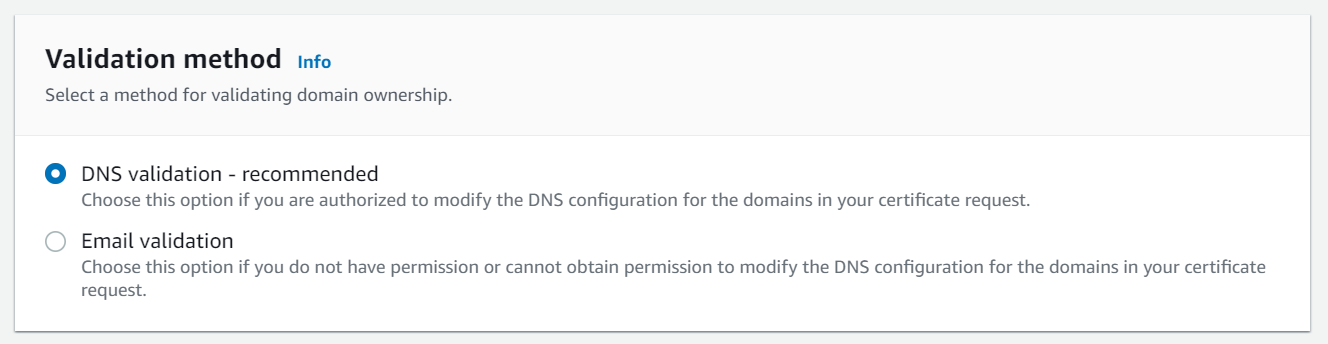 Validation method Info
Select a method for validating domain ownership.
DNS validation - recommended
Choose this option if you are authorized to modify the DNS configuration for the domains in your certificate request.
Email validation
Choose this option if you do not have permission or cannot obtain permission to modify the DNS configuration for the domains in your certificate
request.